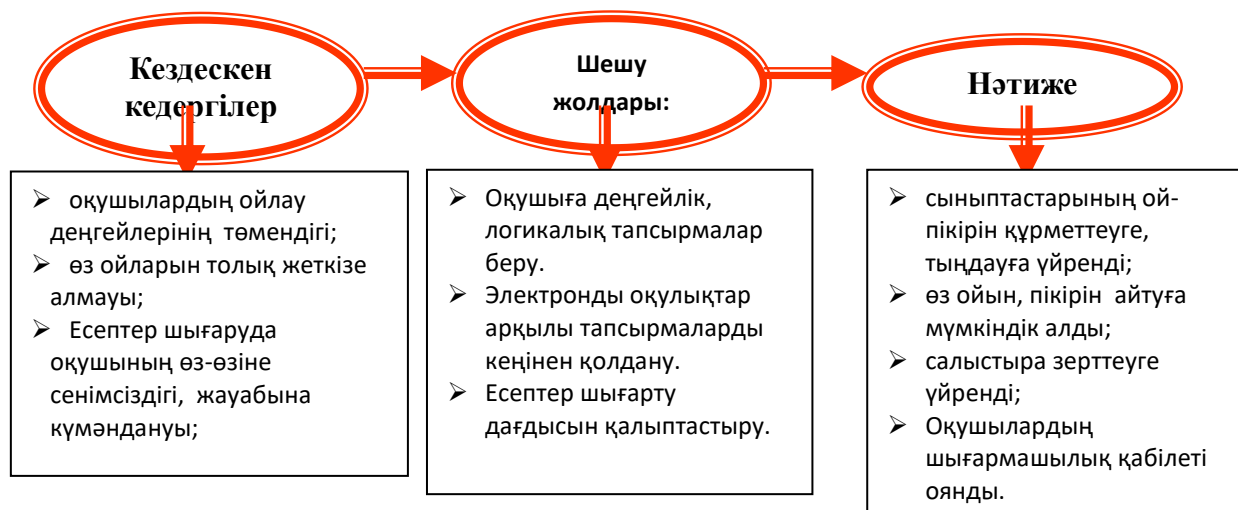 Кездескен
кедергілер
Шешу
жолдары:
Нәтиже
➢ оқушылардың ойлау
деңгейлерінің төмендігі;
➢ өз ойларын толық жеткізе
алмауы;
➢ Есептер шығаруда
оқушының өз-өзіне
сенімсіздігі, жауабына
күмәндануы;
➢ Оқушыға деңгейлік,
логикалық тапсырмалар
беру.
➢ Электронды оқулықтар
арқылы тапсырмаларды
кеңінен қолдану.
➢ Есептер шығарту
дағдысын қалыптастыру.
➢ сыныптастарының ой-
пікірін құрметтеуге,
тыңдауға үйренді;
➢ өз ойын, пікірін айтуға
мүмкіндік алды;
➢ салыстыра зерттеуге
үйренді;
➢ Оқушылардың
шығармашылық қабілеті
оянды.